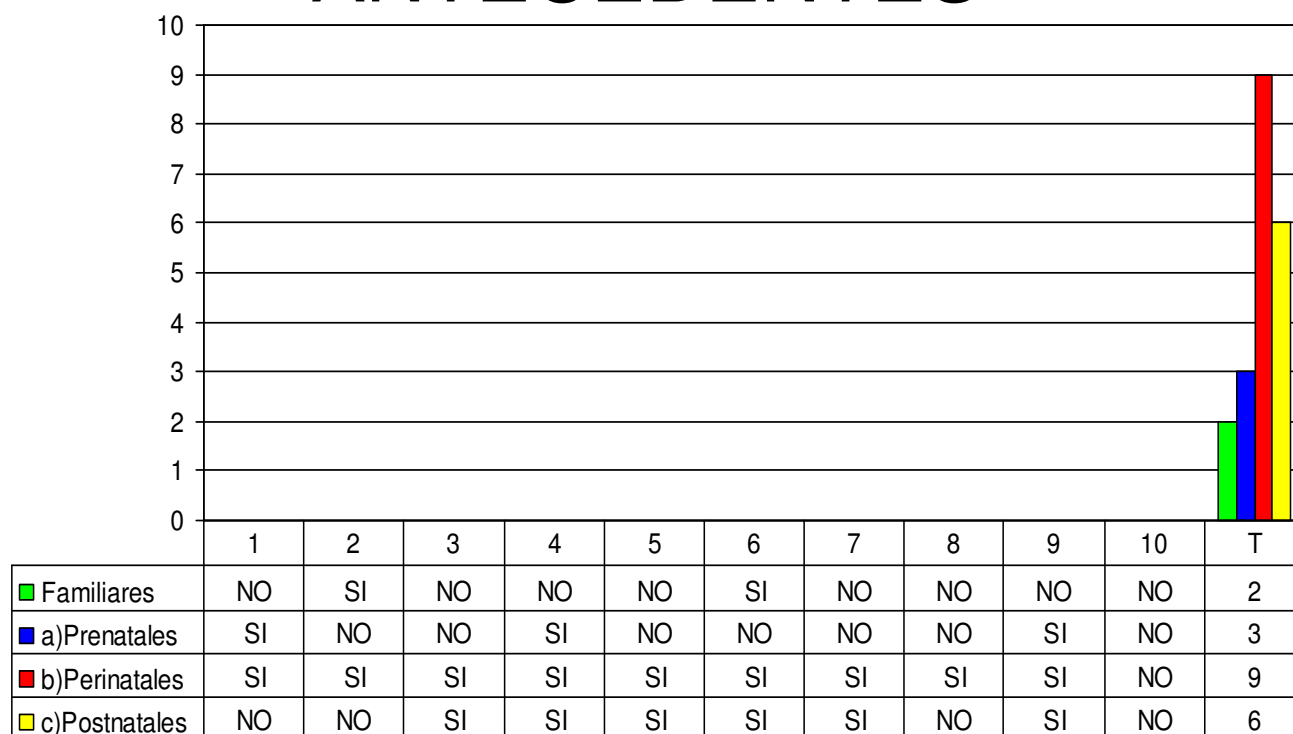 ANTECEDENTES
10
9
8
7
6
5
4
3
2
1
0
1 2 3 4 5 6 7 8 9 10 T
Familiares NO SI NO NO NO SI NO NO NO NO 2
a)Prenatales SI NO NO SI NO NO NO NO SI NO 3
b)Perinatales SI SI SI SI SI SI SI SI SI NO 9
c)Postnatales NO NO SI SI SI SI SI NO SI NO 6